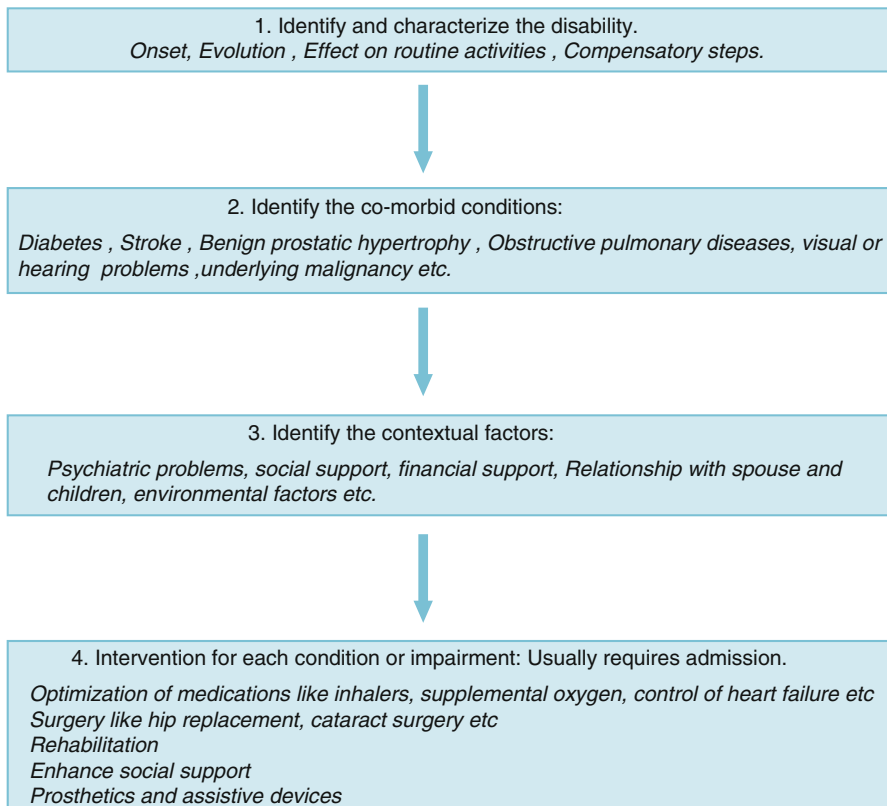 1. Identify and characterize the disability.
Onset, Evolution , Effect on routine activities , Compensatory steps.
2. Identify the co-morbid conditions:
Diabetes , Stroke , Benign prostatic hypertrophy , Obstructive pulmonary diseases, visual or
hearing problems ,underlying malignancy etc.
3. Identify the contextual factors:
Psychiatric problems, social support, financial support, Relationship with spouse and
children, environmental factors etc.
4. Intervention for each condition or impairment: Usually requires admission.
Optimization of medications like inhalers, supplemental oxygen, control of heart failure etc
Surgery like hip replacement, cataract surgery etc
Rehabilitation
Enhance social support
Prosthetics and assistive devices